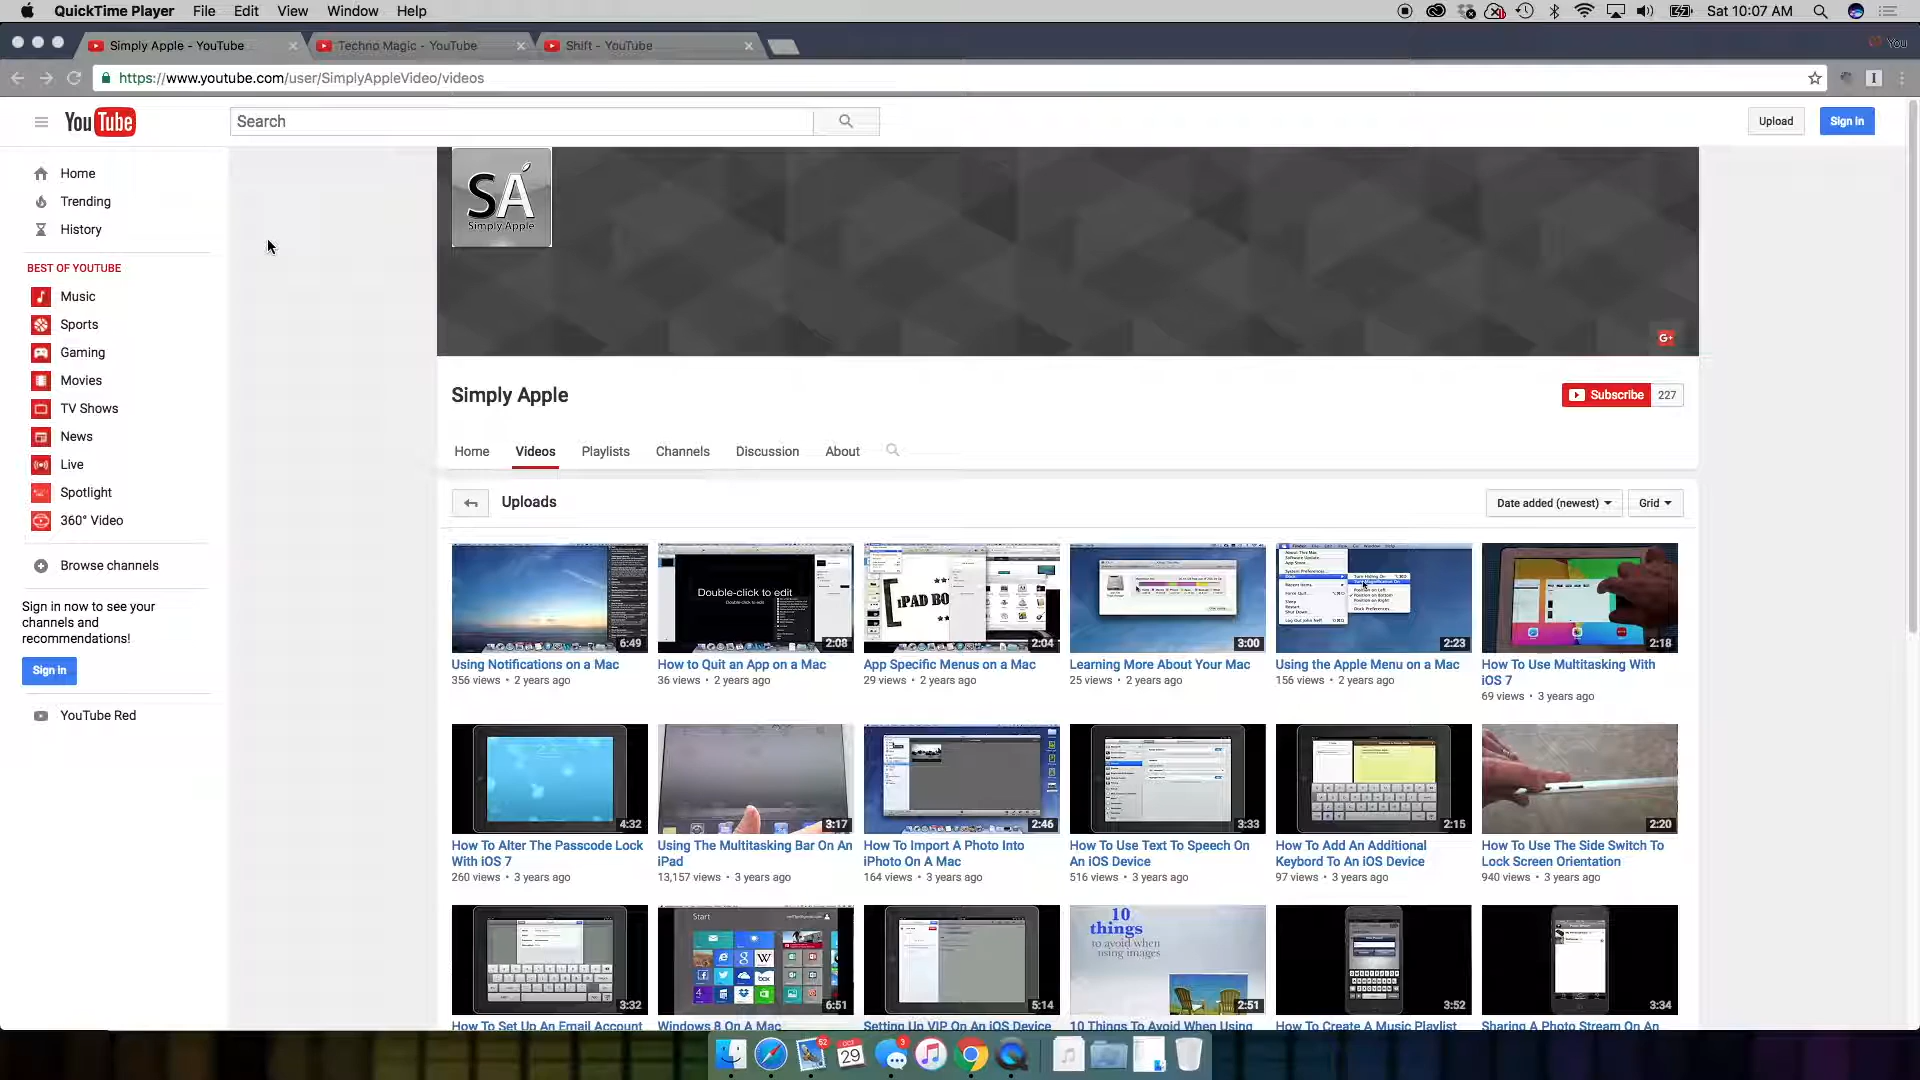 QuickTime Player File Edit View Window Help Sat 10:07 AM
Simply Apple - YouTube Techno Magic - YouTube Shift - YouTube You
https://www.youtube.com/user/SimplyAppleVideo/videos
YouTube Search Upload Sign In
Home
Trending
History
BEST OF YOUTUBE
Music
Sports
Gaming
Movies
TV Shows
News
Live
Spotlight
360° Video
Browse channels
Sign in now to see your
channels and
recommendations!
Sign In
YouTube Red
SÁ
Simply Apple
G+
Simply Apple
Subscribe 227
Home Videos Playlists Channels Discussion About
Uploads Date added (newest) Grid
Double-click to edit
Double-click to edit
iPAD BO
6:49 2:08 2:04 3:00 2:23 2:18
Using Notifications on a Mac
356 views • 2 years ago
How to Quit an App on a Mac
36 views • 2 years ago
App Specific Menus on a Mac
29 views • 2 years ago
Learning More About Your Mac
25 views • 2 years ago
Using the Apple Menu on a Mac
156 views • 2 years ago
How To Use Multitasking With
iOS 7
69 views • 3 years ago
4:32 3:17 2:46 3:33 2:15 2:20
How To Alter The Passcode Lock
With iOS 7
260 views • 3 years ago
Using The Multitasking Bar On An
iPad
13,157 views • 3 years ago
How To Import A Photo Into
iPhoto On A Mac
164 views • 3 years ago
How To Use Text To Speech On
An iOS Device
516 views • 3 years ago
How To Add An Additional
Keybord To An iOS Device
97 views • 3 years ago
How To Use The Side Switch To
Lock Screen Orientation
940 views • 3 years ago
Start
10
things
to avoid when
using images
3:32 6:51 5:14 2:51 3:52 3:34
How To Set Up An Email Account
Windows 8 On A Mac
Setting Up VIP On An iOS Device
10 Things To Avoid When Using
How To Create A Music Playlist
Sharing A Photo Stream On An
52 OCT 29 3